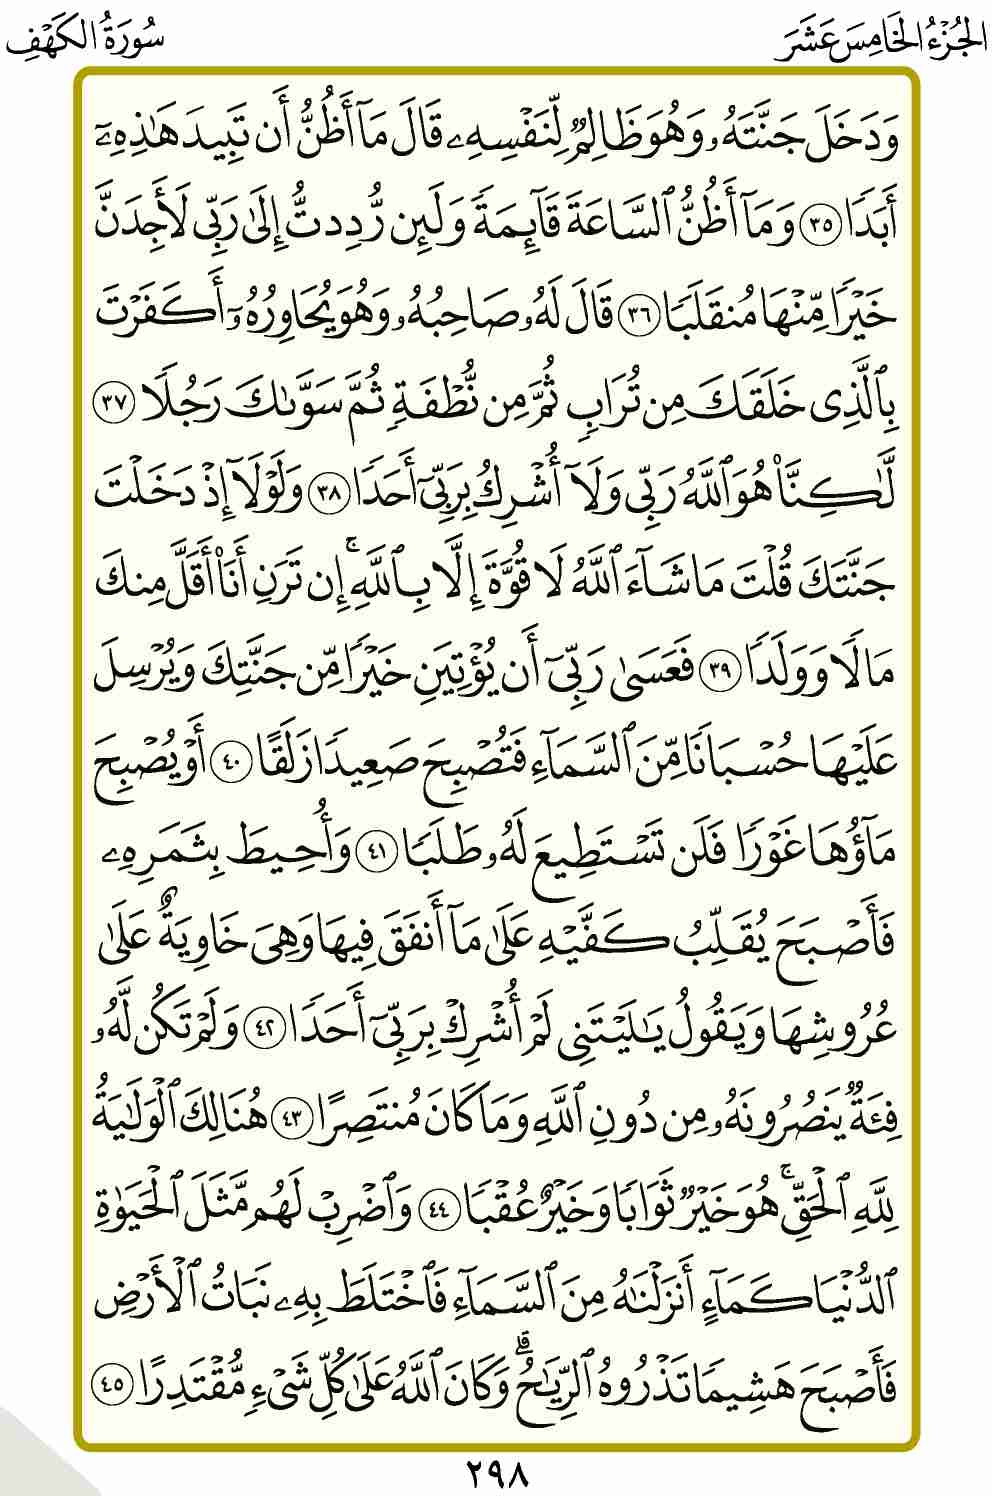 الجُزْءُ الخَامِسَ عَشَرَ
سُورَةُ الكَهْفِ
وَدَخَلَ جَنَّتَهُۥ وَهُوَ ظَالِمٌ لِّنَفْسِهِۦ قَالَ مَآ أَظُنُّ أَن تَبِيدَ هَٰذِهِۦٓ
أَبَدًا ٣٥ وَمَآ أَظُنُّ ٱلسَّاعَةَ قَآئِمَةً وَلَئِن رُّدِدتُّ إِلَىٰ رَبِّى لَأَجِدَنَّ
خَيْرًا مِّنْهَا مُنقَلَبًا ٣٦ قَالَ لَهُۥ صَاحِبُهُۥ وَهُوَ يُحَاوِرُهُۥٓ أَكَفَرْتَ
بِٱلَّذِى خَلَقَكَ مِن تُرَابٍ ثُمَّ مِن نُّطْفَةٍ ثُمَّ سَوَّىٰكَ رَجُلًا ٣٧
لَّٰكِنَّا۠ هُوَ ٱللَّهُ رَبِّى وَلَآ أُشْرِكُ بِرَبِّىٓ أَحَدًا ٣٨ وَلَوْلَآ إِذْ دَخَلْتَ
جَنَّتَكَ قُلْتَ مَا شَآءَ ٱللَّهُ لَا قُوَّةَ إِلَّا بِٱللَّهِ ۚ إِن تَرَنِ أَنَا۠ أَقَلَّ مِنكَ
مَالًا وَوَلَدًا ٣٩ فَعَسَىٰ رَبِّىٓ أَن يُؤْتِيَنِ خَيْرًا مِّن جَنَّتِكَ وَيُرْسِلَ
عَلَيْهَا حُسْبَانًا مِّنَ ٱلسَّمَآءِ فَتُصْبِحَ صَعِيدًا زَلَقًا ٤٠ أَوْ يُصْبِحَ
مَآؤُهَا غَوْرًا فَلَن تَسْتَطِيعَ لَهُۥ طَلَبًا ٤١ وَأُحِيطَ بِثَمَرِهِۦ
فَأَصْبَحَ يُقَلِّبُ كَفَّيْهِ عَلَىٰ مَآ أَنفَقَ فِيهَا وَهِىَ خَاوِيَةٌ عَلَىٰ
عُرُوشِهَا وَيَقُولُ يَٰلَيْتَنِى لَمْ أُشْرِكْ بِرَبِّىٓ أَحَدًا ٤٢ وَلَمْ تَكُن لَّهُۥ
فِئَةٌ يَنصُرُونَهُۥ مِن دُونِ ٱللَّهِ وَمَا كَانَ مُنتَصِرًا ٤٣ هُنَالِكَ ٱلْوَلَٰيَةُ
لِلَّهِ ٱلْحَقِّ ۚ هُوَ خَيْرٌ ثَوَابًا وَخَيْرٌ عُقْبًا ٤٤ وَٱضْرِبْ لَهُم مَّثَلَ ٱلْحَيَوٰةِ
ٱلدُّنْيَا كَمَآءٍ أَنزَلْنَٰهُ مِنَ ٱلسَّمَآءِ فَٱخْتَلَطَ بِهِۦ نَبَاتُ ٱلْأَرْضِ
فَأَصْبَحَ هَشِيمًا تَذْرُوهُ ٱلرِّيَٰحُ ۗ وَكَانَ ٱللَّهُ عَلَىٰ كُلِّ شَىْءٍ مُّقْتَدِرًا ٤٥
٢٩٨